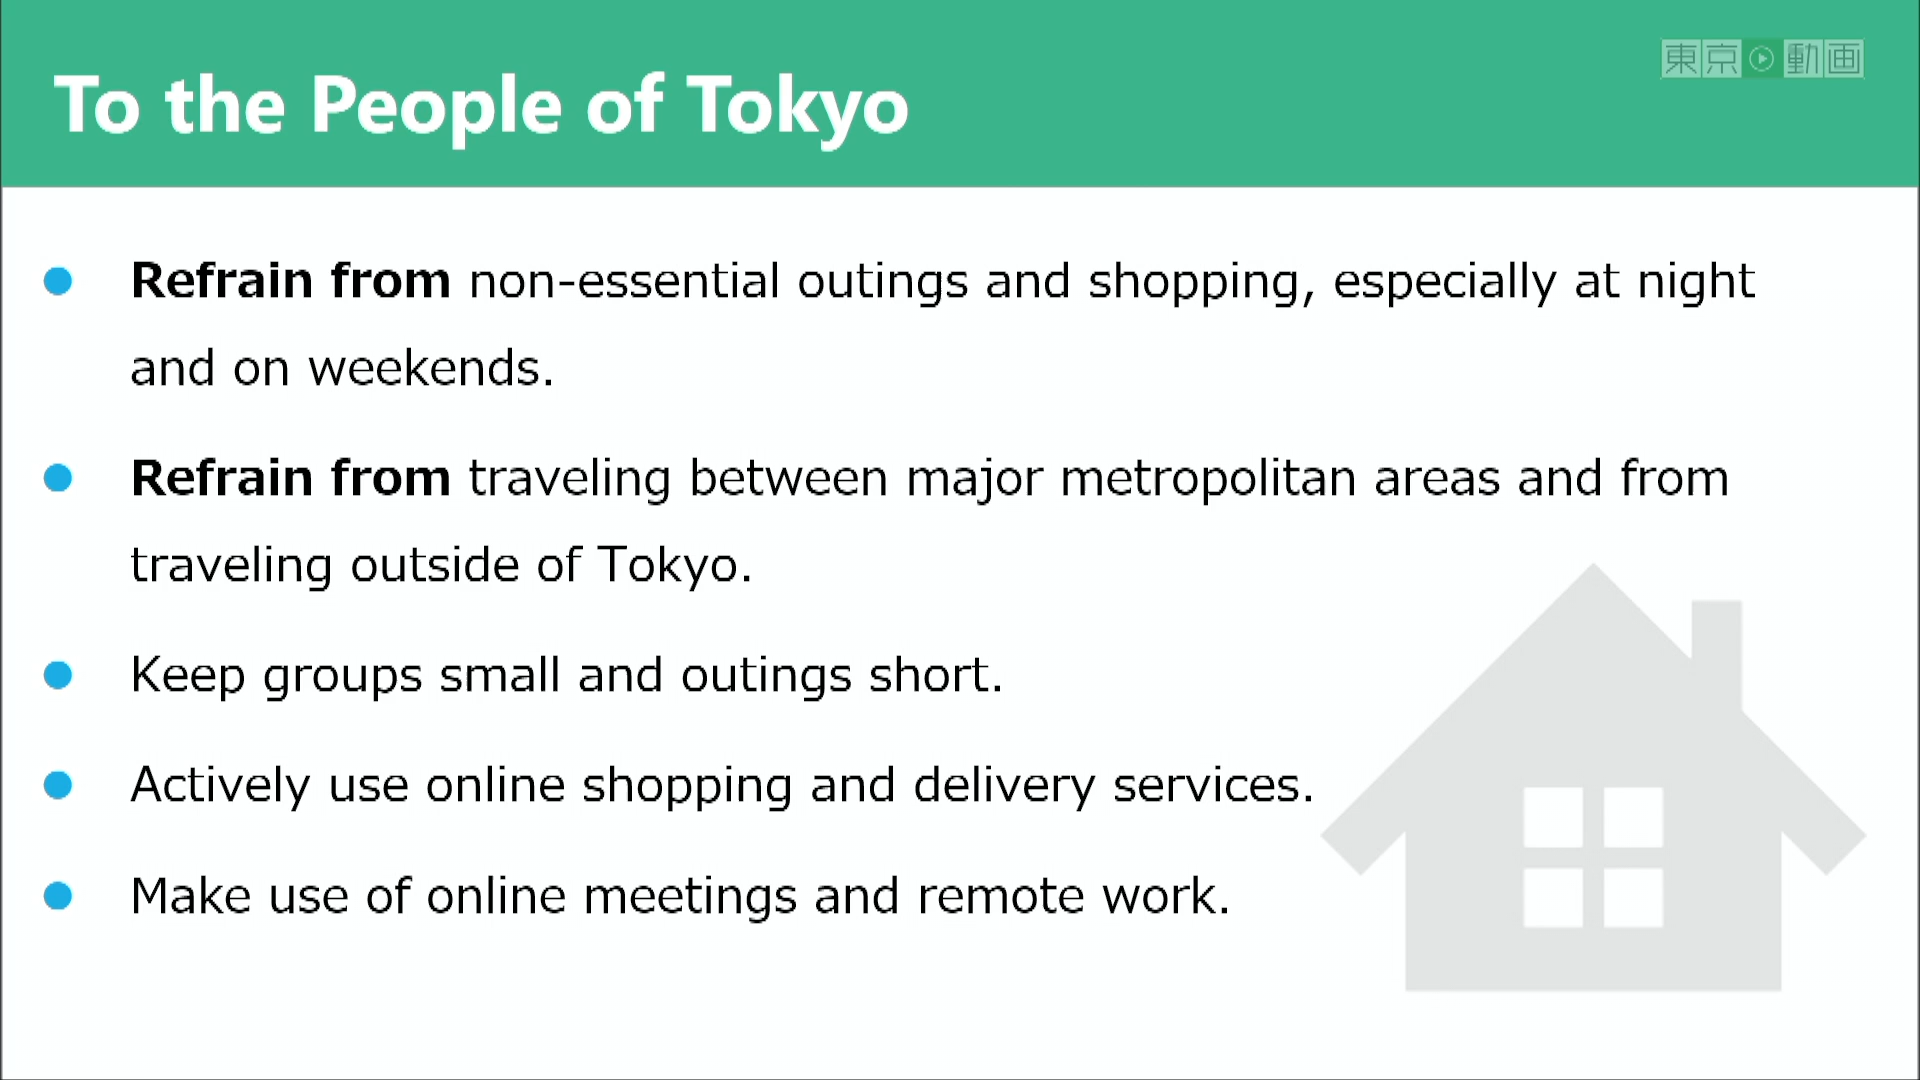 東京動画
To the People of Tokyo
Refrain from non-essential outings and shopping, especially at night
and on weekends.
Refrain from traveling between major metropolitan areas and from
traveling outside of Tokyo.
Keep groups small and outings short.
Actively use online shopping and delivery services.
Make use of online meetings and remote work.